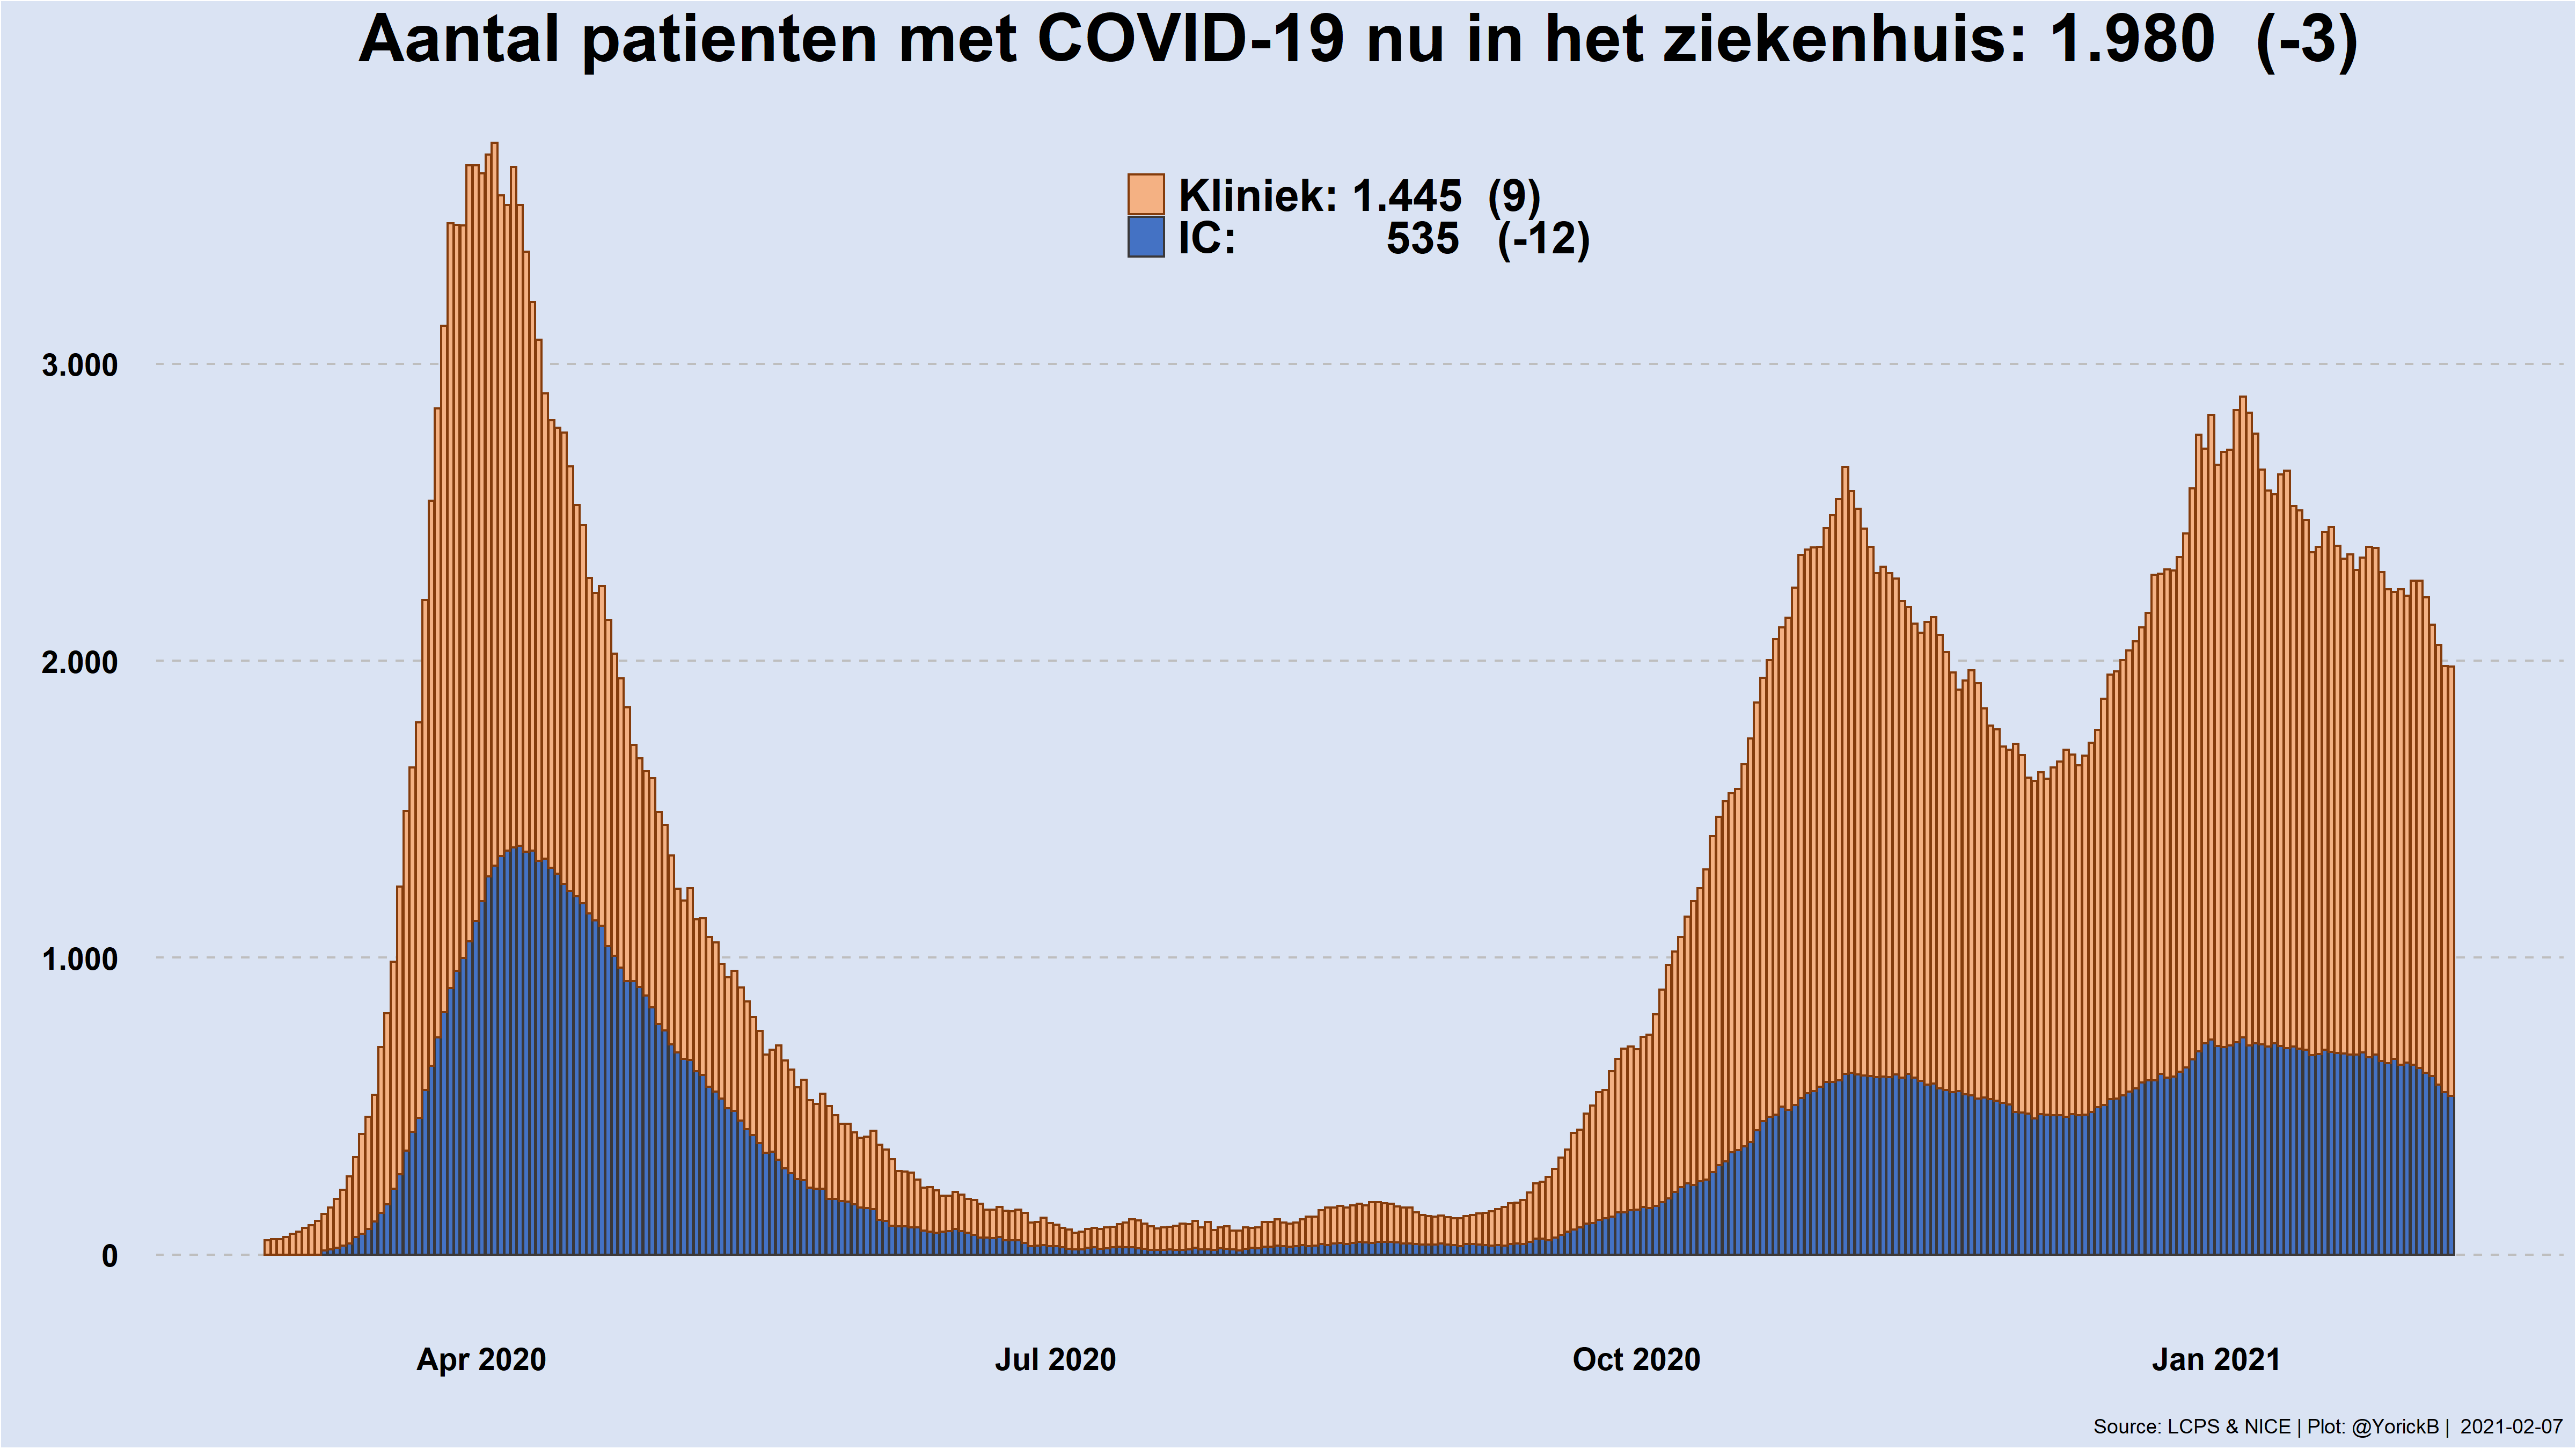 Aantal patienten met COVID-19 nu in het ziekenhuis: 1.980 (-3)
Kliniek: 1.445 (9)
IC: 535 (-12)
3.000
2.000
1.000
0
Apr 2020 Jul 2020 Oct 2020 Jan 2021
Source: LCPS & NICE | Plot: @YorickB | 2021-02-07